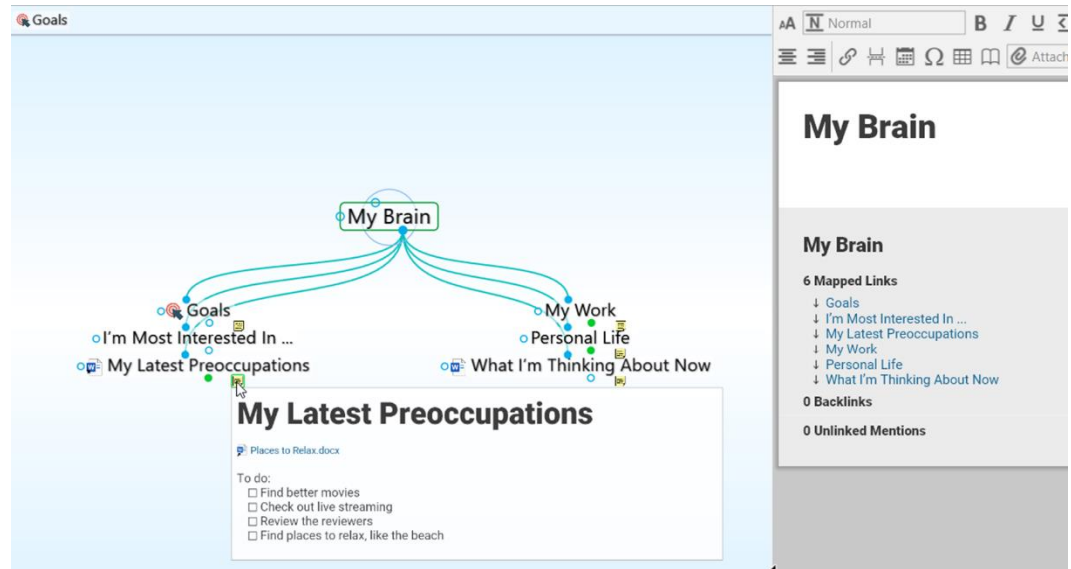 Goals
My Brain
Goals
My Work
I'm Most Interested In ...
Personal Life
My Latest Preoccupations
What I'm Thinking About Now
My Latest Preoccupations
Places to Relax.docx
To do:
Find better movies
Check out live streaming
Review the reviewers
Find places to relax, like the beach
AA N Normal B I U
Ω Attach
My Brain
My Brain
6 Mapped Links
↓ Goals
↓ I'm Most Interested In ...
↓ My Latest Preoccupations
↓ My Work
↓ Personal Life
↓ What I'm Thinking About Now
0 Backlinks
0 Unlinked Mentions